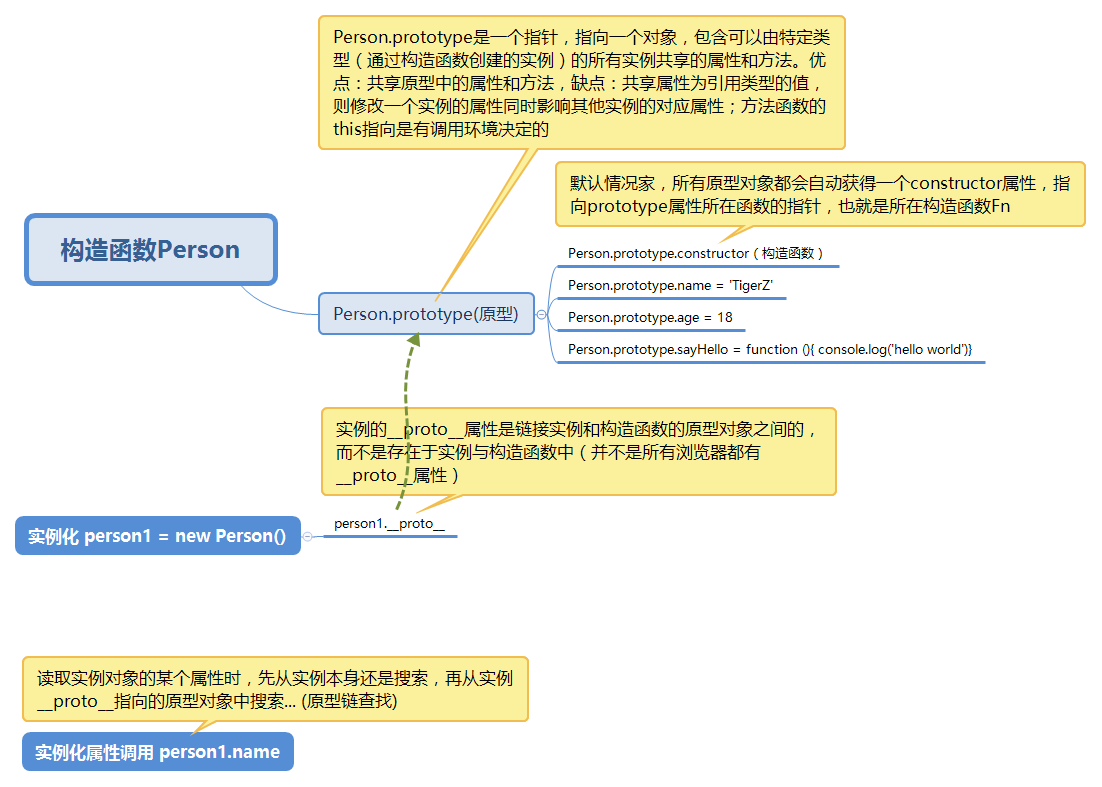 Person.prototype是一个指针，指向一个对象，包含可以由特定类
型（通过构造函数创建的实例）的所有实例共享的属性和方法。优
点：共享原型中的属性和方法，缺点：共享属性为引用类型的值，
则修改一个实例的属性同时影响其他实例的对应属性；方法函数的
this指向是有调用环境决定的
默认情况家，所有原型对象都会自动获得一个constructor属性，指
向prototype属性所在函数的指针，也就是所在构造函数Fn
构造函数Person
Person.prototype(原型)
Person.prototype.constructor（构造函数）
Person.prototype.name = 'TigerZ'
Person.prototype.age = 18
Person.prototype.sayHello = function (){ console.log('hello world')}
实例的__proto__属性是链接实例和构造函数的原型对象之间的，
而不是存在于实例与构造函数中（并不是所有浏览器都有
__proto__属性）
实例化 person1 = new Person()
person1.__proto__
读取实例对象的某个属性时，先从实例本身还是搜索，再从实例
__proto__指向的原型对象中搜索... (原型链查找)
实例化属性调用 person1.name